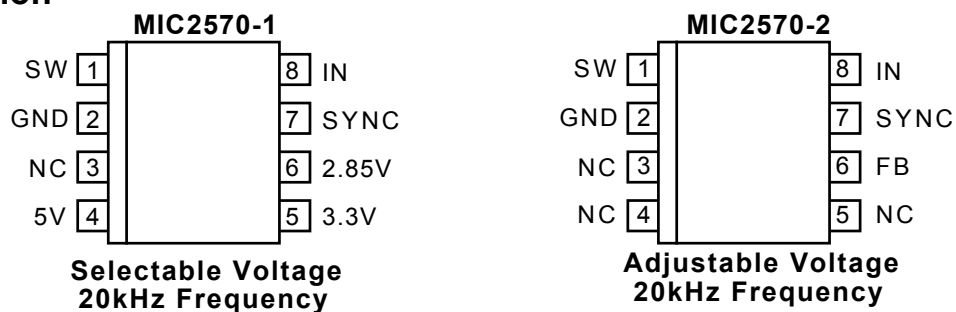 MIC2570-1
SW 1 8 IN
GND 2 7 SYNC
NC 3 6 2.85V
5V 4 5 3.3V
Selectable Voltage
20kHz Frequency
MIC2570-2
SW 1 8 IN
GND 2 7 SYNC
NC 3 6 FB
NC 4 5 NC
Adjustable Voltage
20kHz Frequency